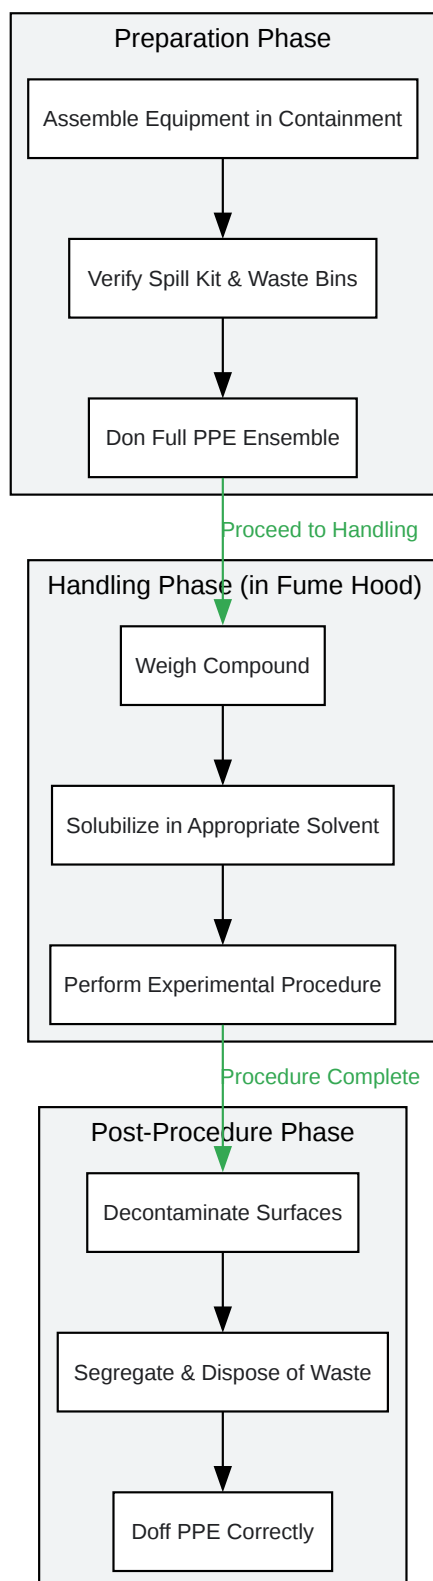 Preparation Phase
Assemble Equipment in Containment
Verify Spill Kit & Waste Bins
Don Full PPE Ensemble
Proceed to Handling
Handling Phase (in Fume Hood)
Weigh Compound
Solubilize in Appropriate Solvent
Perform Experimental Procedure
Procedure Complete
Post-Procedure Phase
Decontaminate Surfaces
Segregate & Dispose of Waste
Doff PPE Correctly